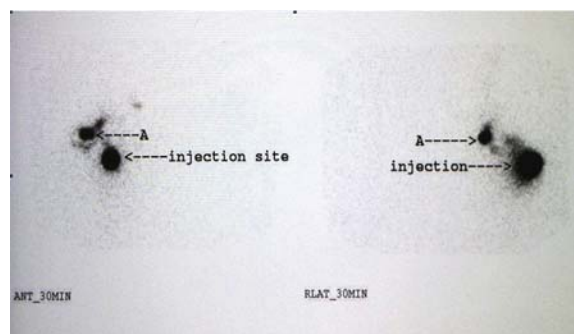 <----A
<----injection site
A----->
injection---->
ANT_30MIN
RLAT_30MIN